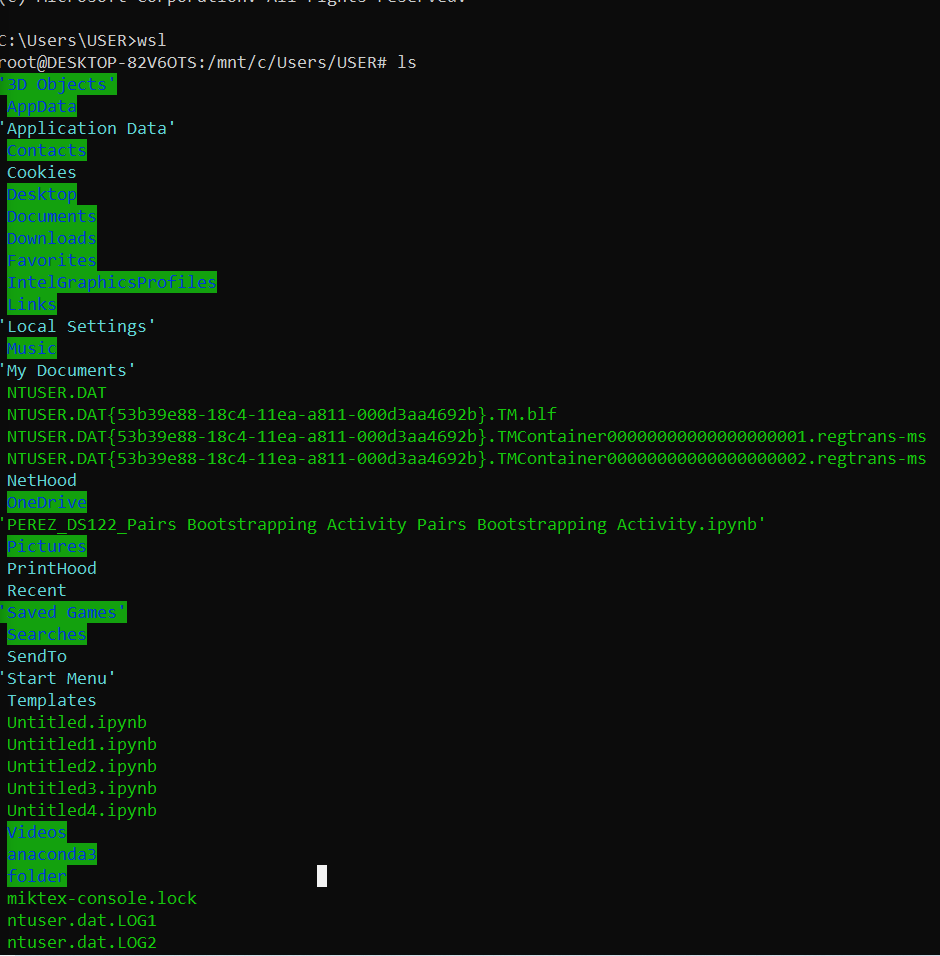 (c) Microsoft Corporation. All rights reserved.
C:\Users\USER>wsl
root@DESKTOP-82V6OTS:/mnt/c/Users/USER# ls
'3D Objects'
AppData
'Application Data'
Contacts
Cookies
Desktop
Documents
Downloads
Favorites
IntelGraphicsProfiles
Links
'Local Settings'
Music
'My Documents'
NTUSER.DAT
NTUSER.DAT{53b39e88-18c4-11ea-a811-000d3aa4692b}.TM.blf
NTUSER.DAT{53b39e88-18c4-11ea-a811-000d3aa4692b}.TMContainer00000000000000000001.regtrans-ms
NTUSER.DAT{53b39e88-18c4-11ea-a811-000d3aa4692b}.TMContainer00000000000000000002.regtrans-ms
NetHood
OneDrive
'PEREZ_DS122_Pairs Bootstrapping Activity Pairs Bootstrapping Activity.ipynb'
Pictures
PrintHood
Recent
'Saved Games'
Searches
SendTo
'Start Menu'
Templates
Untitled.ipynb
Untitled1.ipynb
Untitled2.ipynb
Untitled3.ipynb
Untitled4.ipynb
Videos
anaconda3
folder
miktex-console.lock
ntuser.dat.LOG1
ntuser.dat.LOG2